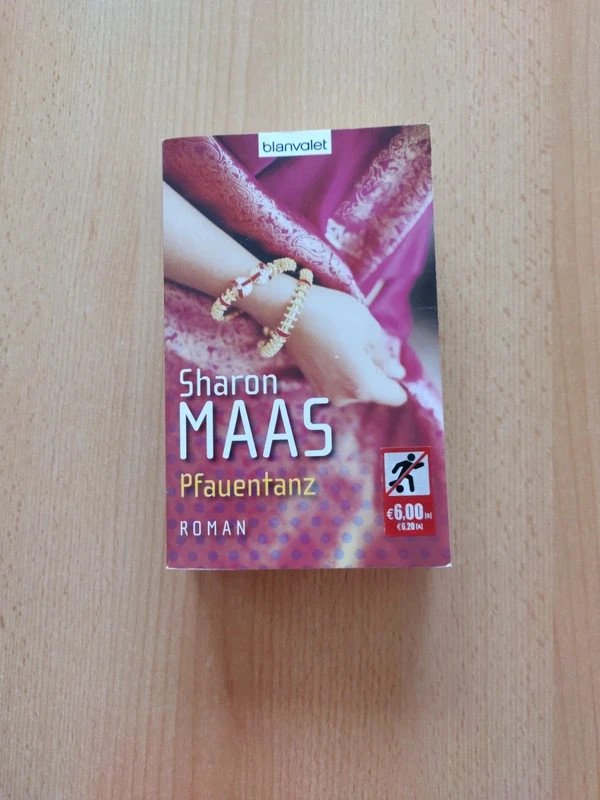 blanvalet
Sharon
MAAS
Pfauentanz
ROMAN
€6,00 [D]
€6,20 [A]